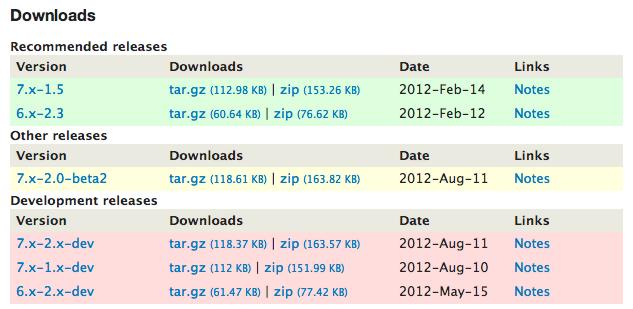 Downloads
Recommended releases
Version Downloads Date Links
7.x-1.5 tar.gz (112.98 KB) | zip (153.26 KB) 2012-Feb-14 Notes
6.x-2.3 tar.gz (60.64 KB) | zip (76.62 KB) 2012-Feb-12 Notes
Other releases
Version Downloads Date Links
7.x-2.0-beta2 tar.gz (118.61 KB) | zip (163.82 KB) 2012-Aug-11 Notes
Development releases
Version Downloads Date Links
7.x-2.x-dev tar.gz (118.37 KB) | zip (163.57 KB) 2012-Aug-11 Notes
7.x-1.x-dev tar.gz (112 KB) | zip (151.99 KB) 2012-Aug-10 Notes
6.x-2.x-dev tar.gz (61.47 KB) | zip (77.42 KB) 2012-May-15 Notes